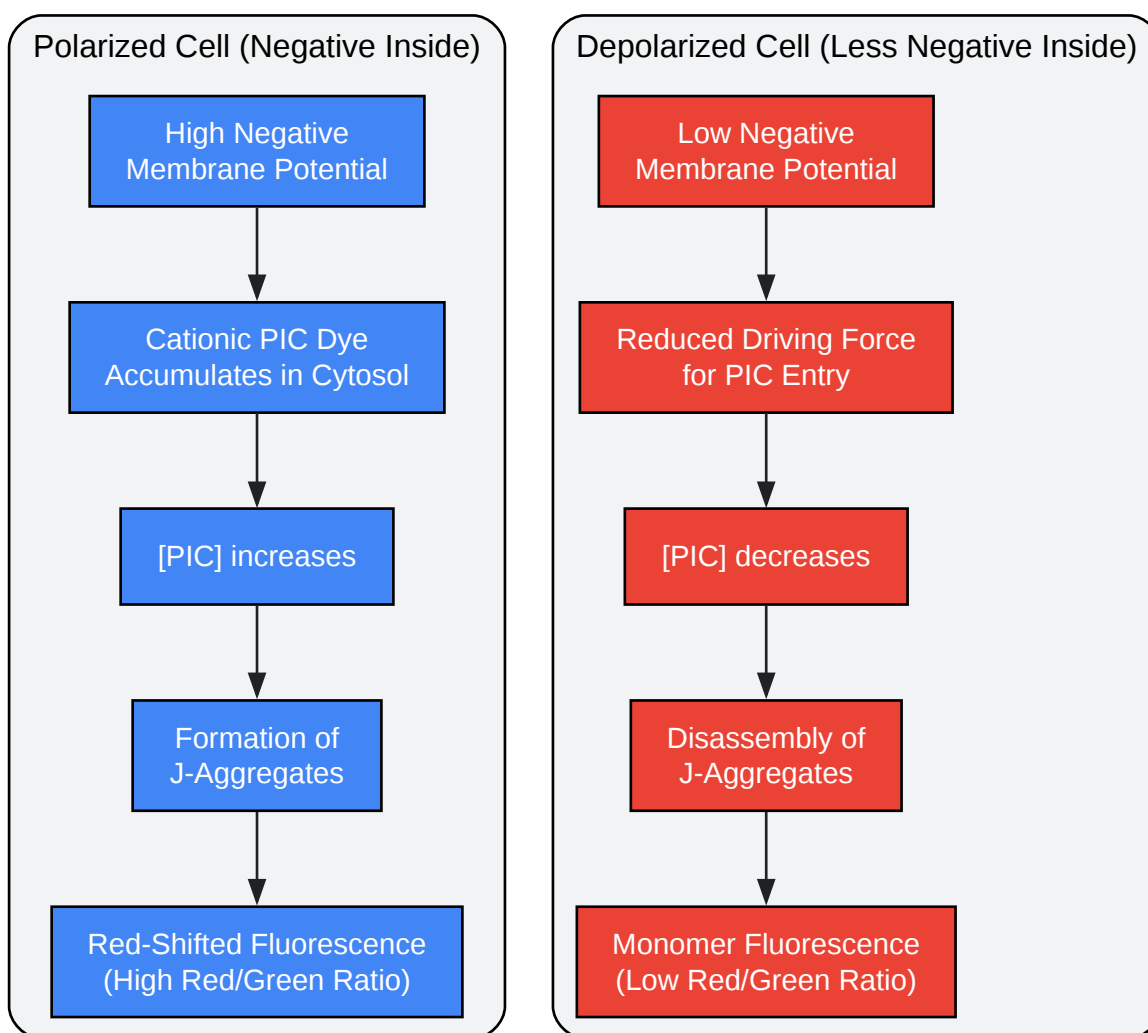 Polarized Cell (Negative Inside)
High Negative
Membrane Potential
Cationic PIC Dye
Accumulates in Cytosol
[PIC] increases
Formation of
J-Aggregates
Red-Shifted Fluorescence
(High Red/Green Ratio)
Depolarized Cell (Less Negative Inside)
Low Negative
Membrane Potential
Reduced Driving Force
for PIC Entry
[PIC] decreases
Disassembly of
J-Aggregates
Monomer Fluorescence
(Low Red/Green Ratio)